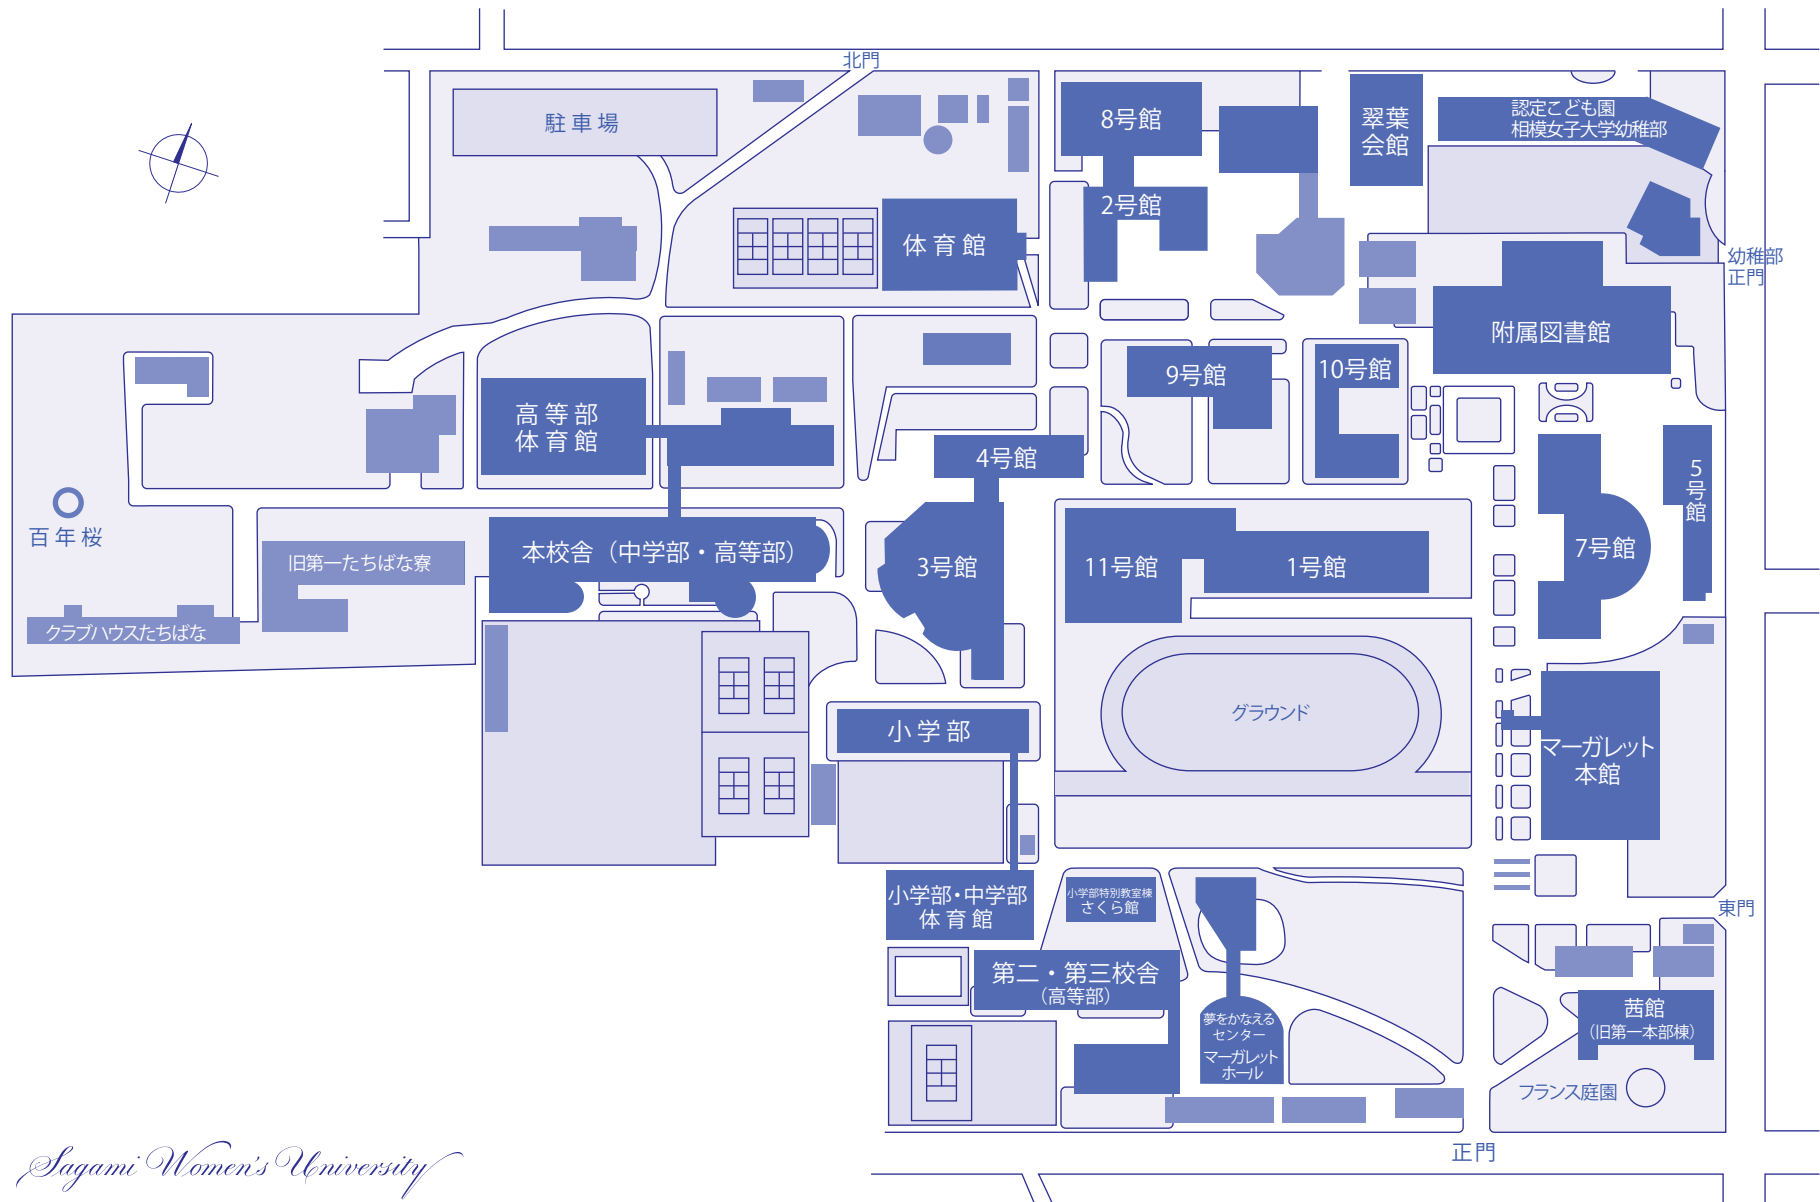 北門
駐車場
8号館
翠葉
会館
認定こども園
相模女子大学幼稚部
2号館
体育館
幼稚部
正門
附属図書館
9号館
10号館
高等部
体育館
4号館
5号館
百年桜
本校舎（中学部・高等部）
旧第一たちばな寮
3号館
11号館
1号館
7号館
クラブハウスたちばな
グラウンド
小学部
マーガレット
本館
小学部・中学部
体育館
小学部特別教室棟
さくら館
東門
第二・第三校舎
（高等部）
夢をかなえる
センター
マーガレット
ホール
茜館
（旧第一本部棟）
フランス庭園
正門
Sagami Women's University